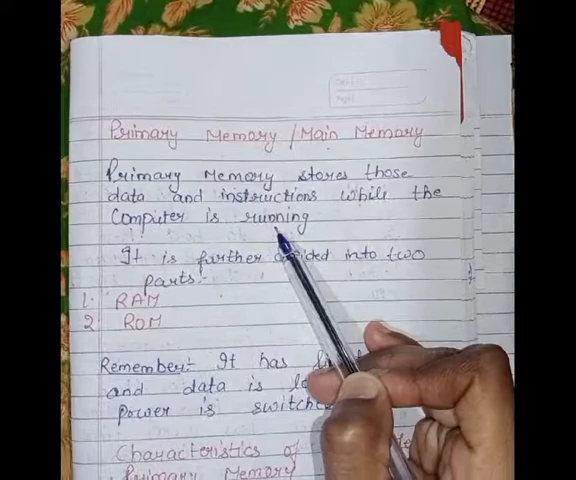 Primary Memory / Main Memory
Primary Memory stores those
data and instructions while the
Computer is running
It is further divided into two
parts:-
1. RAM
2. ROM
Remember:- It has
and data is
power is
Characteristics of
Primary Memory